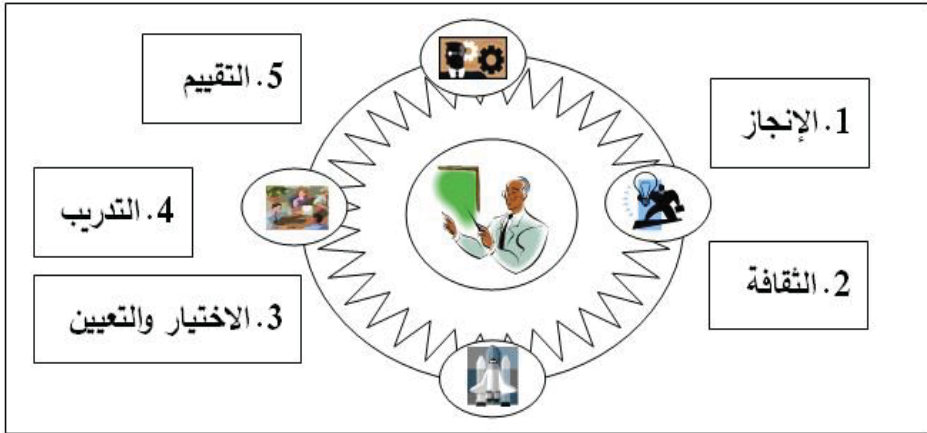 1. الإنجاز
2. الثقافة
3. الاختيار والتعيين
4. التدريب
5. التقييم